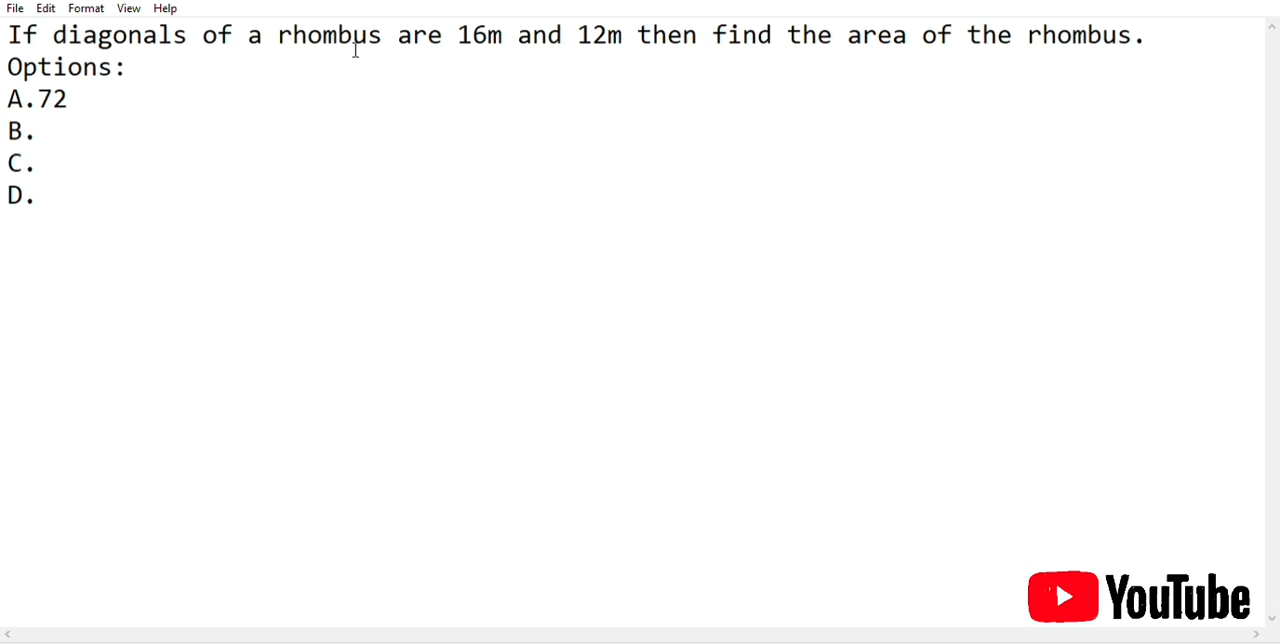 File Edit Format View Help
If diagonals of a rhombus are 16m and 12m then find the area of the rhombus.
Options:
A.72
B.
C.
D.
YouTube